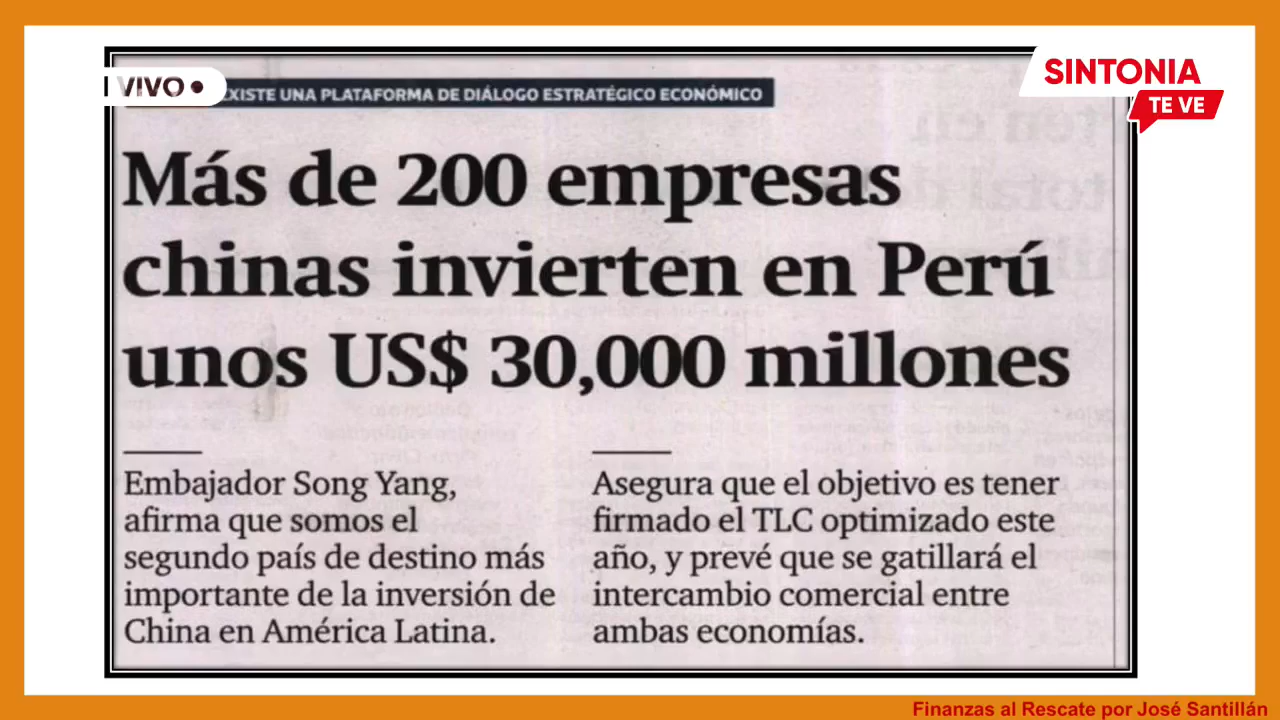 VIVO
SINTONIA
TE VE
EXISTE UNA PLATAFORMA DE DIÁLOGO ESTRATÉGICO ECONÓMICO
Más de 200 empresas
chinas invierten en Perú
unos US$ 30,000 millones
Embajador Song Yang,
afirma que somos el
segundo país de destino más
importante de la inversión de
China en América Latina.
Asegura que el objetivo es tener
firmado el TLC optimizado este
año, y prevé que se gatillará el
intercambio comercial entre
ambas economías.
Finanzas al Rescate por José Santillán